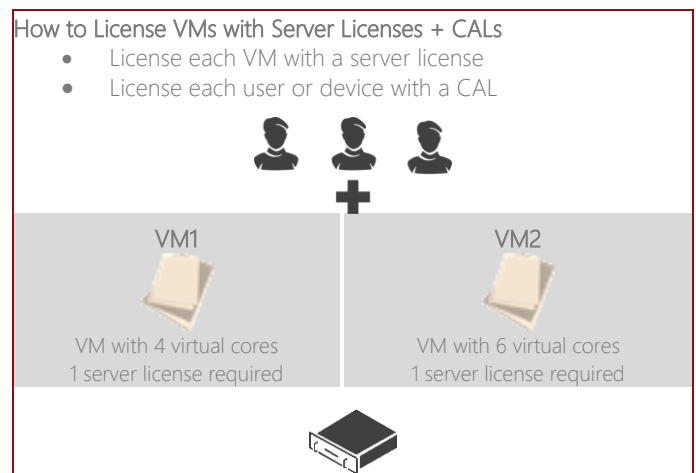 How to License VMs with Server Licenses + CALs
• License each VM with a server license
• License each user or device with a CAL
VM1
VM2
VM with 4 virtual cores
1 server license required
VM with 6 virtual cores
1 server license required